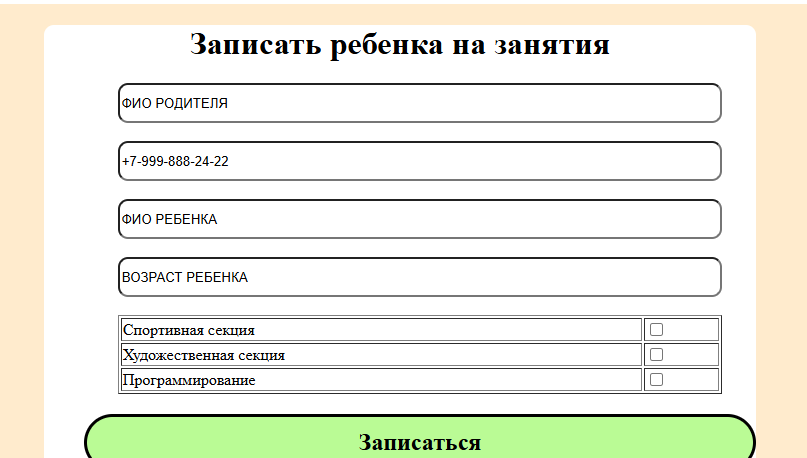 Записать ребенка на занятия
ФИО РОДИТЕЛЯ
+7-999-888-24-22
ФИО РЕБЕНКА
ВОЗРАСТ РЕБЕНКА
Спортивная секция
Художественная секция
Программирование
Записаться